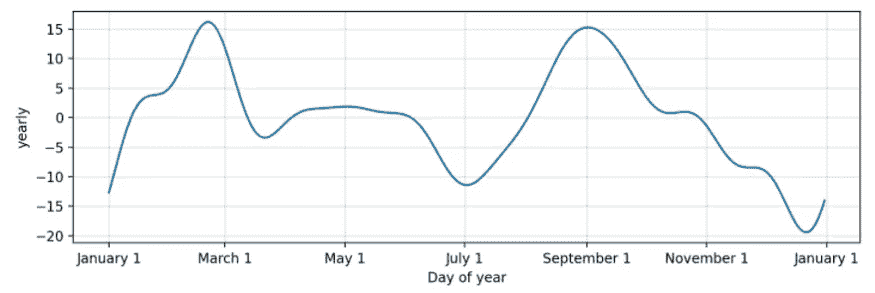 15
10
5
0
−5
−10
−15
−20
yearly
January 1 March 1 May 1 July 1 September 1 November 1 January 1
Day of year